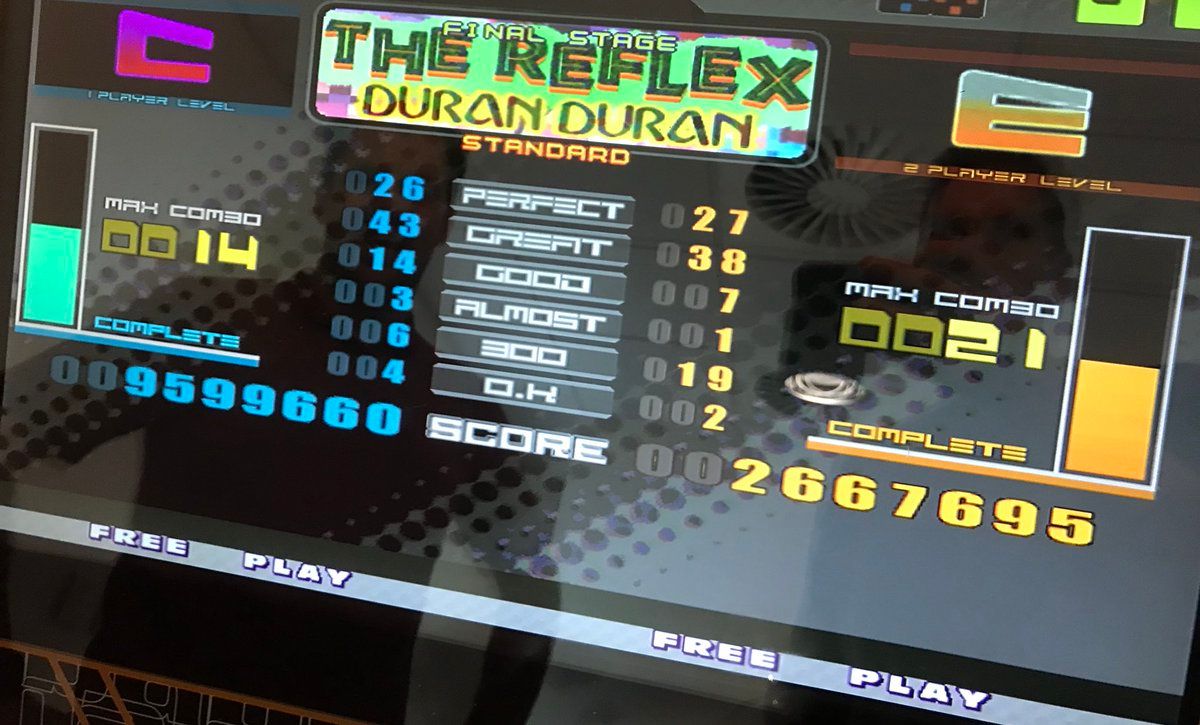 FINAL STAGE
THE REFLEX
DURAN DURAN
STANDARD
C
1 PLAYER LEVEL
E
2 PLAYER LEVEL
026 PERFECT 027
043 GREAT 038
014 GOOD 007
003 ALMOST 001
006 BOO 019
004 O.K 002
MAX COMBO
0014
COMPLETE
009599660
SCORE
MAX COMBO
0021
COMPLETE
002667695
FREE PLAY
FREE PLAY